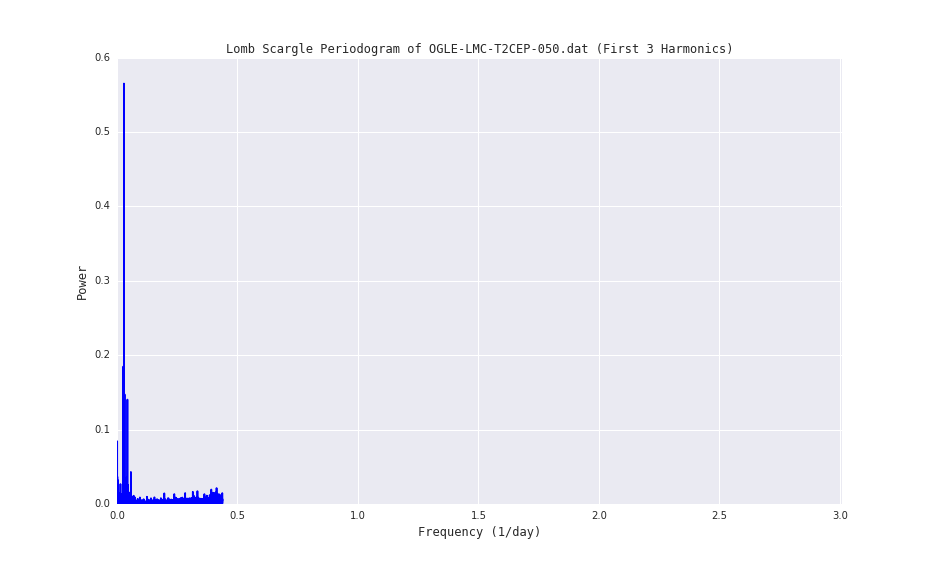 Lomb Scargle Periodogram of OGLE-LMC-T2CEP-050.dat (First 3 Harmonics)
0.6
0.5
0.4
0.3
0.2
0.1
0.0
Power
0.0 0.5 1.0 1.5 2.0 2.5 3.0
Frequency (1/day)